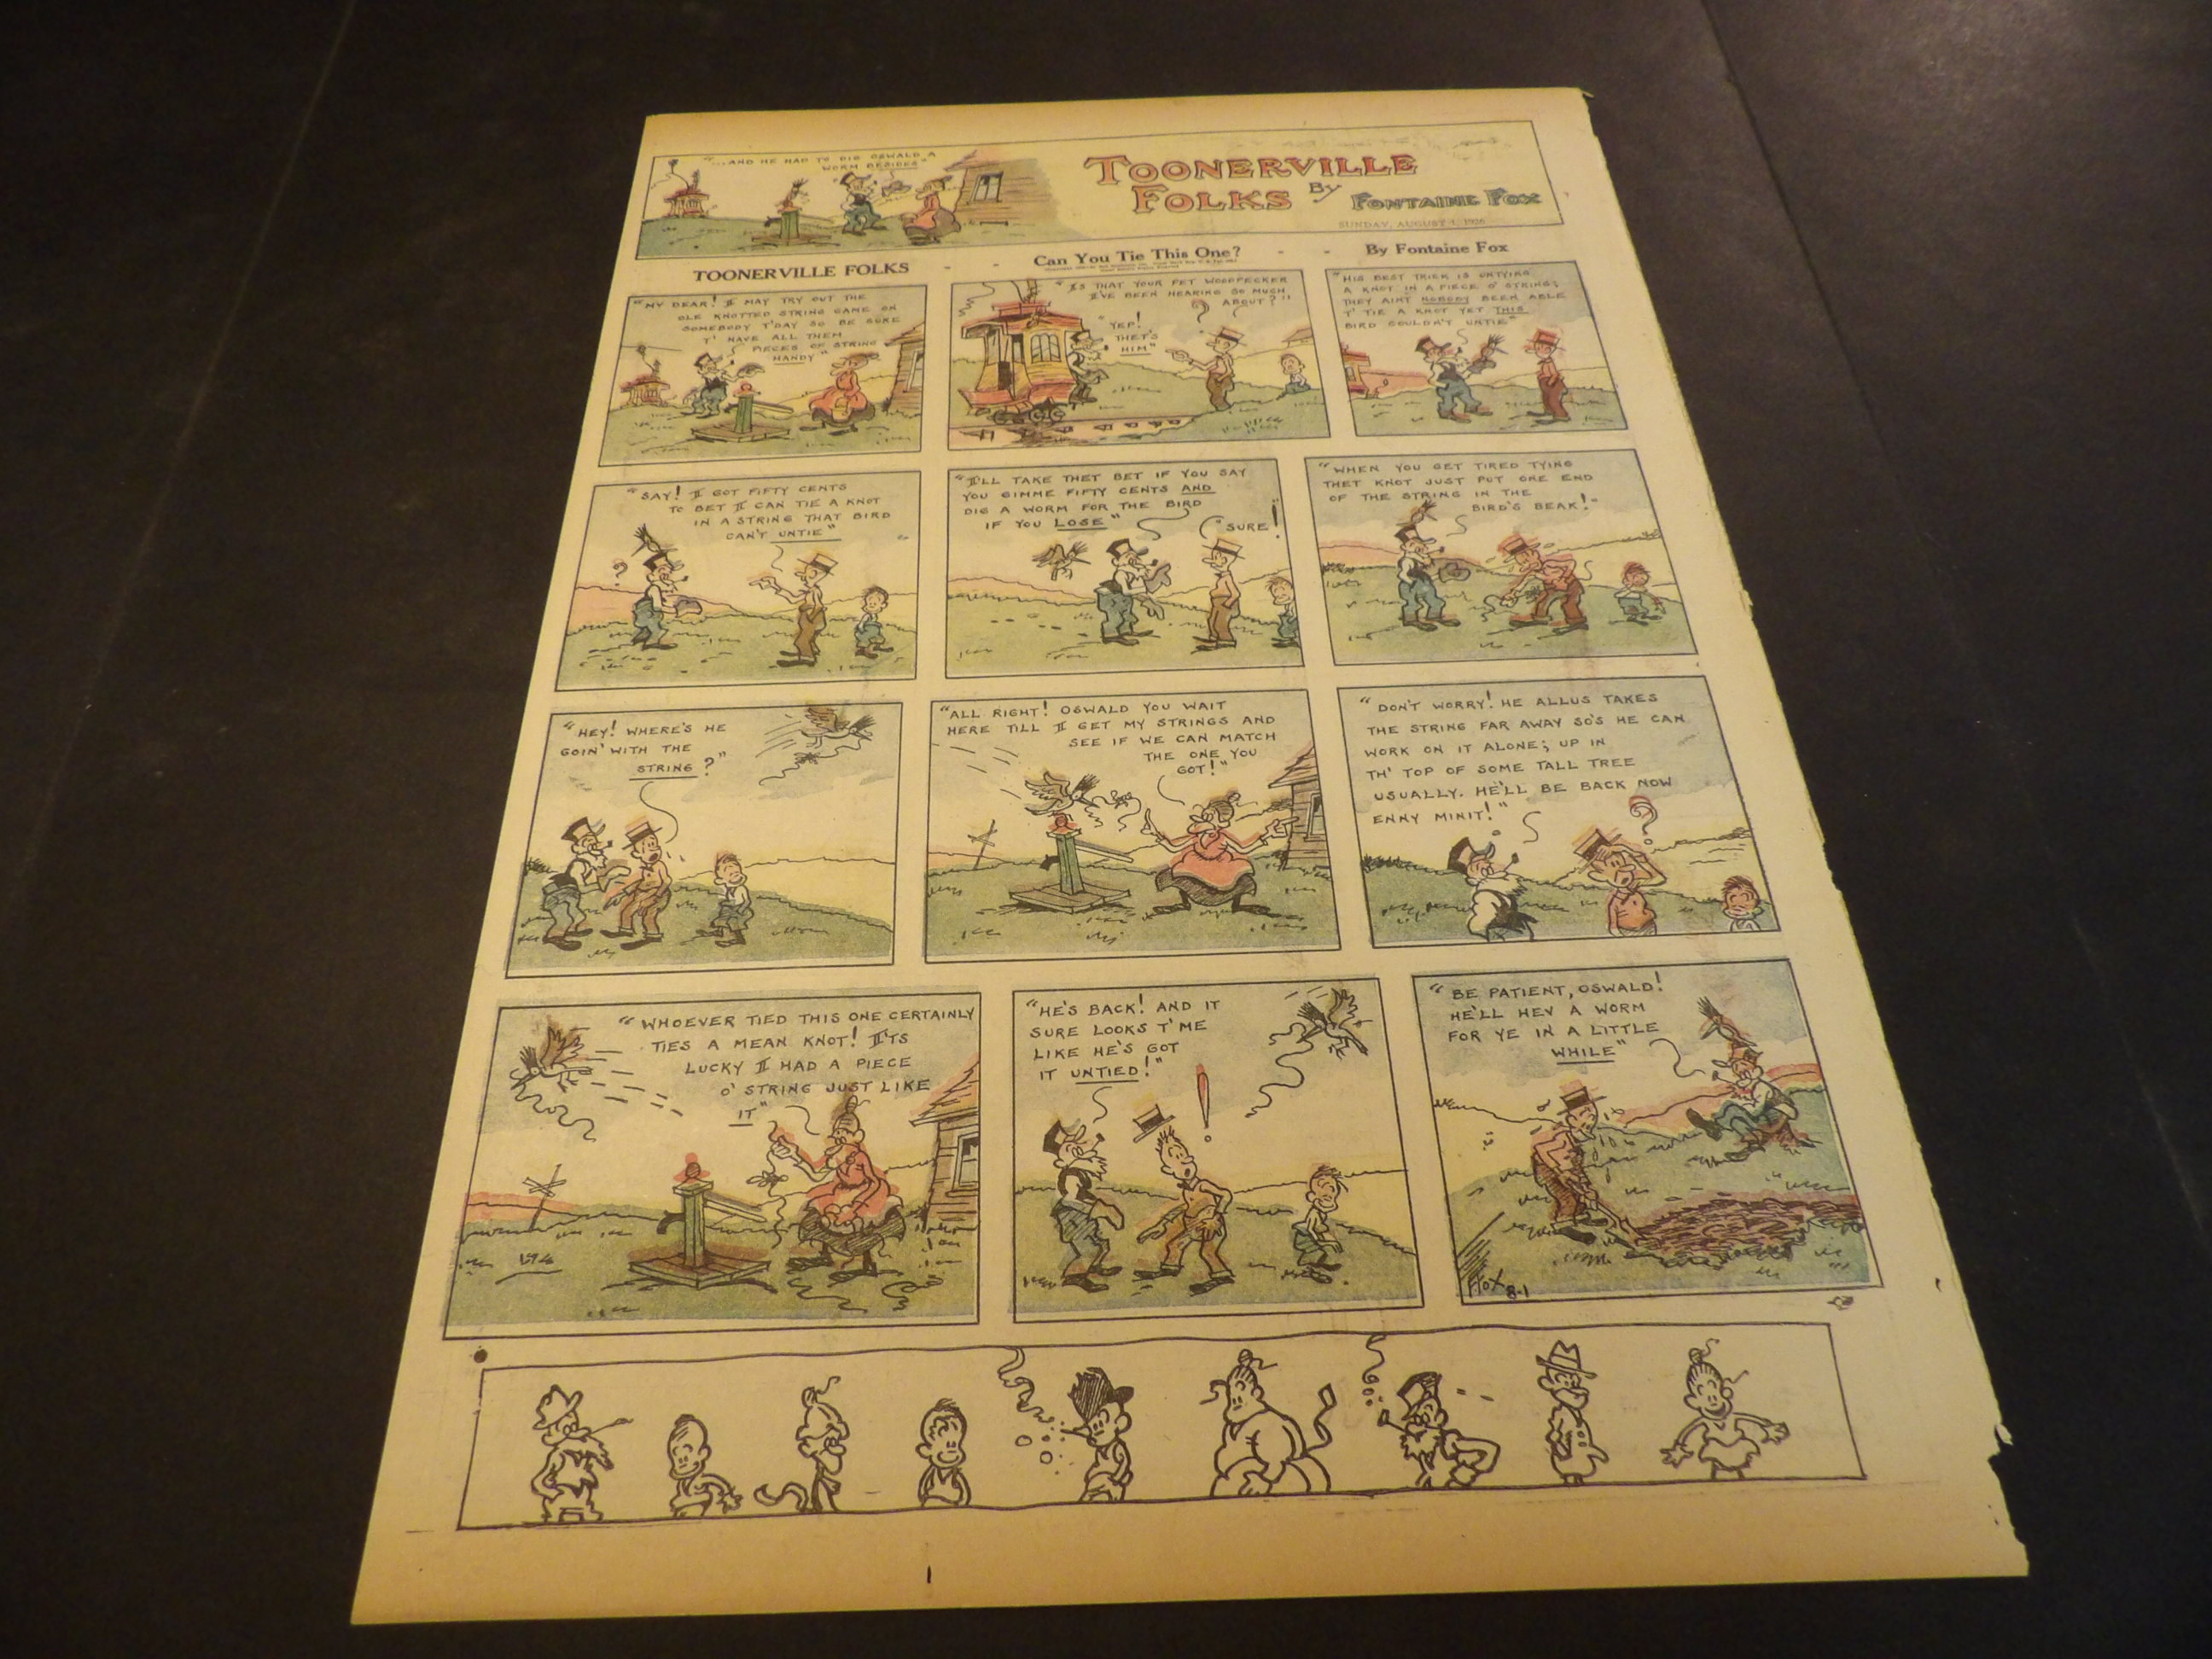 "...AND HE HAD TO DIG OSWALD A
WORM BESIDES"
TOONERVILLE
FOLKS By FONTAINE FOX
SUNDAY, AUGUST 1, 1926
TOONERVILLE FOLKS - - Can You Tie This One? - - By Fontaine Fox
"MY DEAR! I MAY TRY OUT THE
OLE KNOTTED STRING GAME ON
SOMEBODY T'DAY SO BE SURE
T' HAVE ALL THEM
PIECES OF STRING
HANDY"
"IS THAT YOUR PET WOODPECKER
I'VE BEEN HEARING SO MUCH
ABOUT?"
?
"YEP!
THET'S
HIM"
"HIS BEST TRICK IS UNTYING
A KNOT IN A PIECE O' STRING;
THEY AIN'T NOBODY BEEN ABLE
T' TIE A KNOT YET THIS
BIRD COULDN'T UNTIE"
"SAY! I GOT FIFTY CENTS
TO BET I CAN TIE A KNOT
IN A STRING THAT BIRD
CAN'T UNTIE"
?
"I'LL TAKE THET BET IF YOU SAY
YOU GIMME FIFTY CENTS AND
DIG A WORM FOR THE BIRD
IF YOU LOSE"
"SURE!"
"WHEN YOU GET TIRED TYING
THET KNOT JUST PUT ONE END
OF THE STRING IN THE
BIRD'S BEAK!"
"HEY! WHERE'S HE
GOIN' WITH THE
STRING?"
"ALL RIGHT! OSWALD YOU WAIT
HERE TILL I GET MY STRINGS AND
SEE IF WE CAN MATCH
THE ONE YOU
GOT!"
"DON'T WORRY! HE ALLUS TAKES
THE STRING FAR AWAY SO'S HE CAN
WORK ON IT ALONE; UP IN
TH' TOP OF SOME TALL TREE
USUALLY. HE'LL BE BACK NOW
ENNY MINIT!"
?
"WHOEVER TIED THIS ONE CERTAINLY
TIES A MEAN KNOT! IT'S
LUCKY I HAD A PIECE
O' STRING JUST LIKE
IT"
"HE'S BACK! AND IT
SURE LOOKS T'ME
LIKE HE'S GOT
IT UNTIED!"
!
"BE PATIENT, OSWALD!
HE'LL HEV A WORM
FOR YE IN A LITTLE
WHILE"
F. FOX 8-1